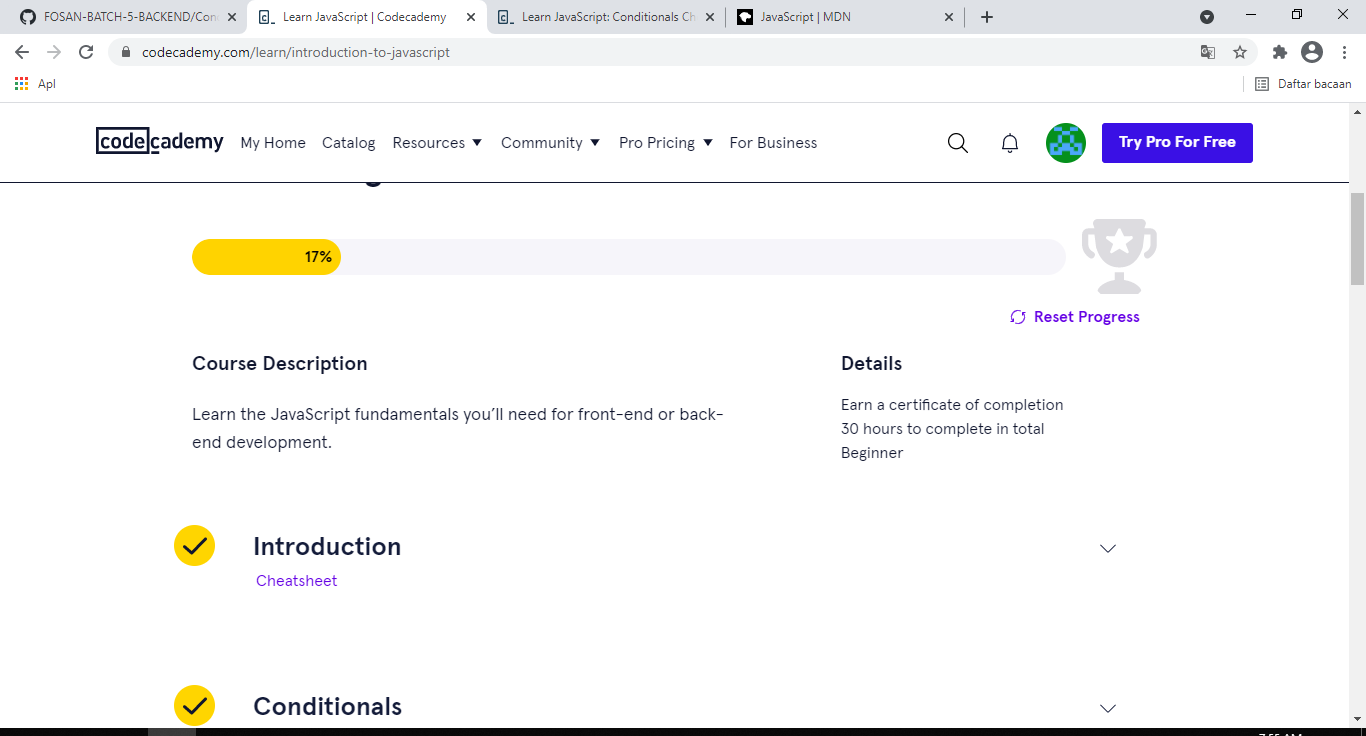 FOSAN-BATCH-5-BACKEND/Con
Learn JavaScript | Codecademy
Learn JavaScript: Conditionals Ch
JavaScript | MDN
codecademy.com/learn/introduction-to-javascript
Apl
Daftar bacaan
codecademy
My Home
Catalog
Resources
Community
Pro Pricing
For Business
Try Pro For Free
17%
Reset Progress
Course Description
Details
Learn the JavaScript fundamentals you’ll need for front-end or back-
end development.
Earn a certificate of completion
30 hours to complete in total
Beginner
Introduction
Cheatsheet
Conditionals